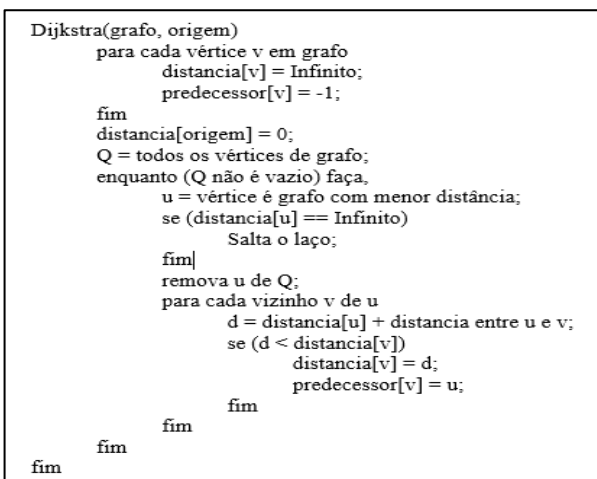 Dijkstra(grafo, origem)
para cada vértice v em grafo
distancia[v] = Infinito;
predecessor[v] = -1;
fim
distancia[origem] = 0;
Q = todos os vértices de grafo;
enquanto (Q não é vazio) faça,
u = vértice é grafo com menor distância;
se (distancia[u] == Infinito)
Salta o laço;
fim
remova u de Q;
para cada vizinho v de u
d = distancia[u] + distancia entre u e v;
se (d < distancia[v])
distancia[v] = d;
predecessor[v] = u;
fim
fim
fim
fim